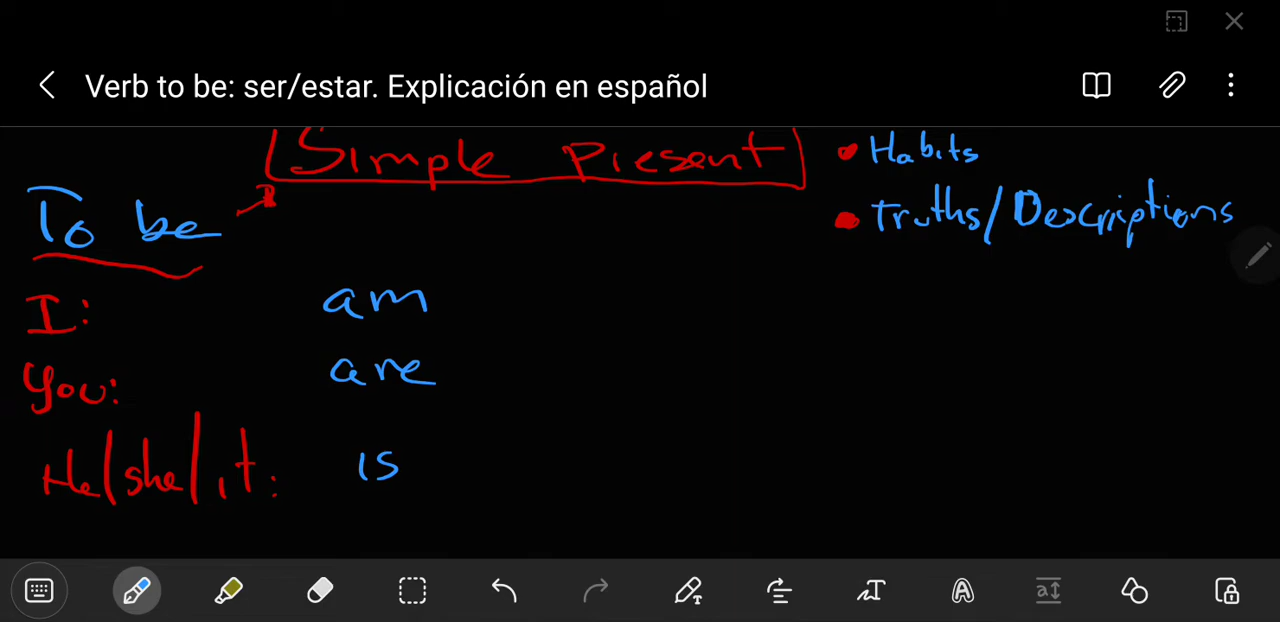 Verb to be: ser/estar. Explicación en español
Simple Present
• Habits
To be
• Truths/Descriptions
I: am
You: are
He/she/it: is